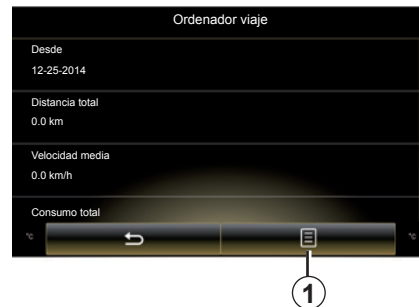 Ordenador viaje
Desde
12-25-2014
Distancia total
0.0 km
Velocidad media
0.0 km/h
Consumo total
°C
°C
1